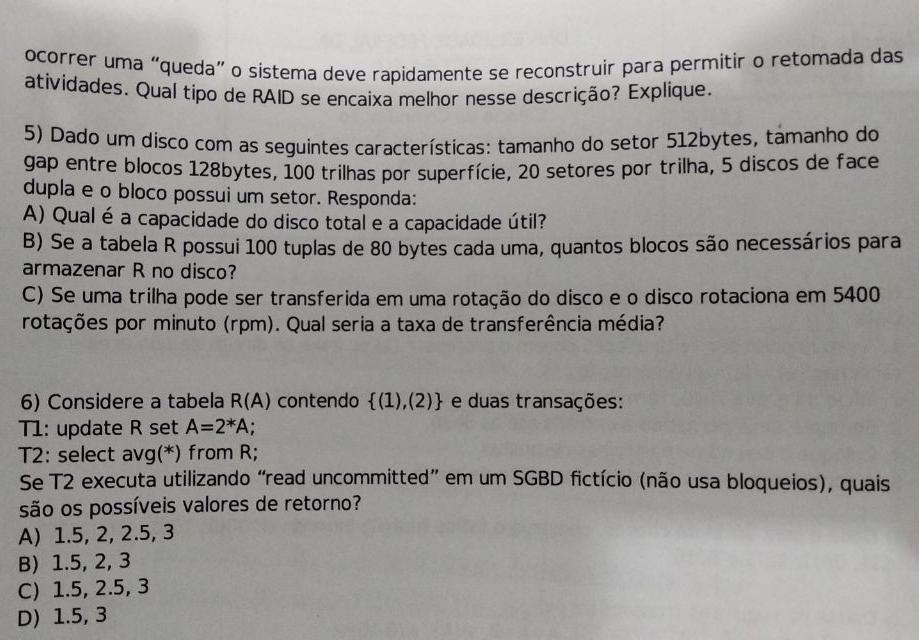 ocorrer uma “queda” o sistema deve rapidamente se reconstruir para permitir o retomada das
atividades. Qual tipo de RAID se encaixa melhor nesse descrição? Explique.
5) Dado um disco com as seguintes características: tamanho do setor 512bytes, tamanho do
gap entre blocos 128bytes, 100 trilhas por superfície, 20 setores por trilha, 5 discos de face
dupla e o bloco possui um setor. Responda:
A) Qual é a capacidade do disco total e a capacidade útil?
B) Se a tabela R possui 100 tuplas de 80 bytes cada uma, quantos blocos são necessários para
armazenar R no disco?
C) Se uma trilha pode ser transferida em uma rotação do disco e o disco rotaciona em 5400
rotações por minuto (rpm). Qual seria a taxa de transferência média?
6) Considere a tabela R(A) contendo {(1),(2)} e duas transações:
T1: update R set A=2*A;
T2: select avg(*) from R;
Se T2 executa utilizando “read uncommitted” em um SGBD fictício (não usa bloqueios), quais
são os possíveis valores de retorno?
A) 1.5, 2, 2.5, 3
B) 1.5, 2, 3
C) 1.5, 2.5, 3
D) 1.5, 3